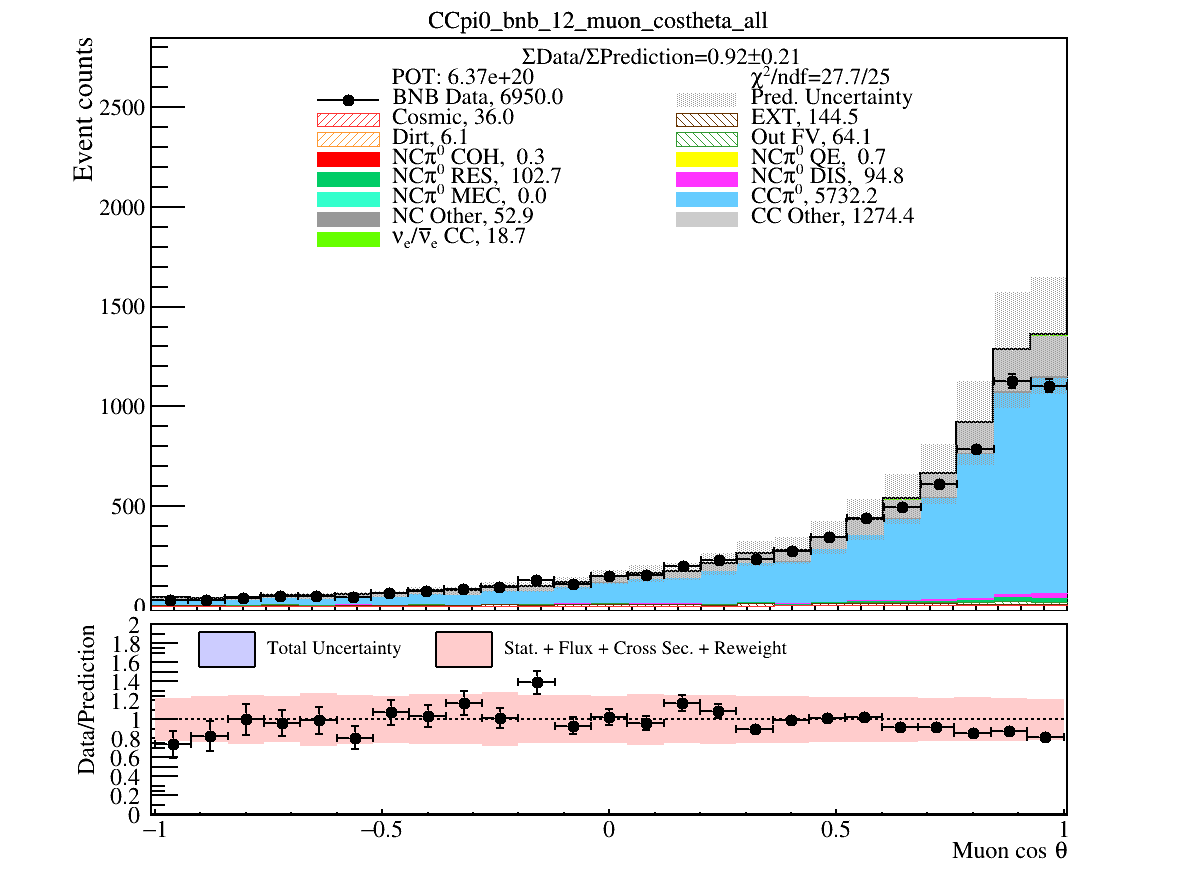 CCpi0_bnb_12_muon_costheta_all
ΣData/ΣPrediction=0.92±0.21
POT: 6.37e+20 χ²/ndf=27.7/25
BNB Data, 6950.0 Pred. Uncertainty
Cosmic, 36.0 EXT, 144.5
Dirt, 6.1 Out FV, 64.1
NCπ⁰ COH, 0.3 NCπ⁰ QE, 0.7
NCπ⁰ RES, 102.7 NCπ⁰ DIS, 94.8
NCπ⁰ MEC, 0.0 CCπ⁰, 5732.2
NC Other, 52.9 CC Other, 1274.4
νₑ/ν̅ₑ CC, 18.7
Event counts
2500
2000
1500
1000
500
0
Total Uncertainty Stat. + Flux + Cross Sec. + Reweight
Data/Prediction
2
1.8
1.6
1.4
1.2
1
0.8
0.6
0.4
0.2
0
−1 −0.5 0 0.5 1
Muon cos θ